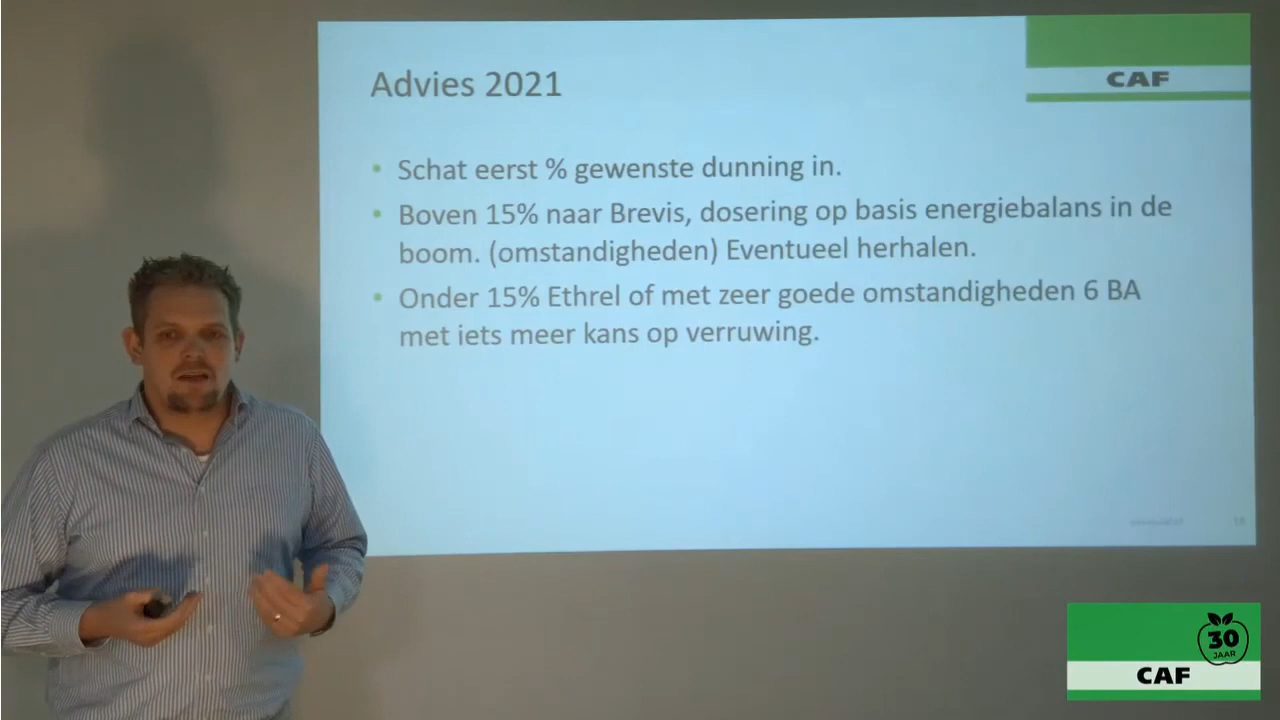 Advies 2021
CAF
• Schat eerst % gewenste dunning in.
• Boven 15% naar Brevis, dosering op basis energiebalans in de
boom. (omstandigheden) Eventueel herhalen.
• Onder 15% Ethrel of met zeer goede omstandigheden 6 BA
met iets meer kans op verruwing.
30
JAAR
CAF